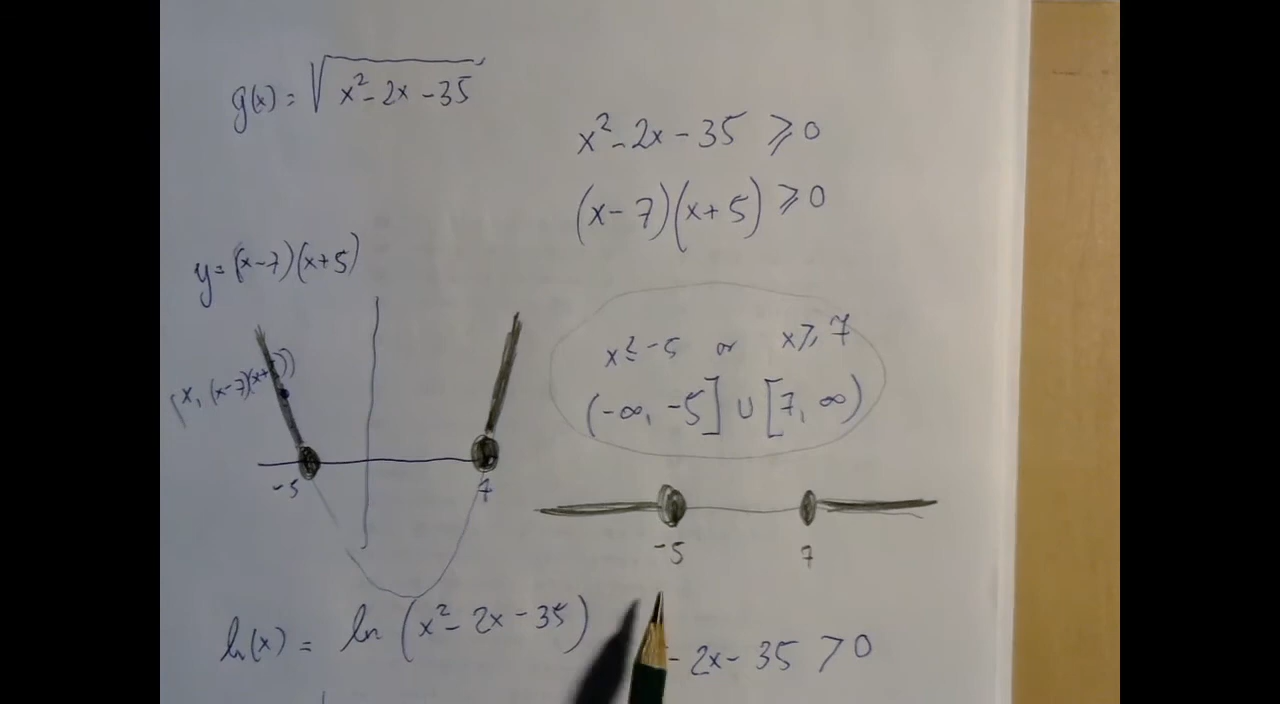 g(x) = √(x² - 2x - 35)
x² - 2x - 35 ⩾ 0
(x - 7)(x + 5) ⩾ 0
y = (x - 7)(x + 5)
x ≤ -5 or x ⩾ 7
(-∞, -5] ∪ [7, ∞)
(x, (x-7)(x+5))
-5 7
-5 7
h(x) = ln (x² - 2x - 35)
- 2x - 35 > 0